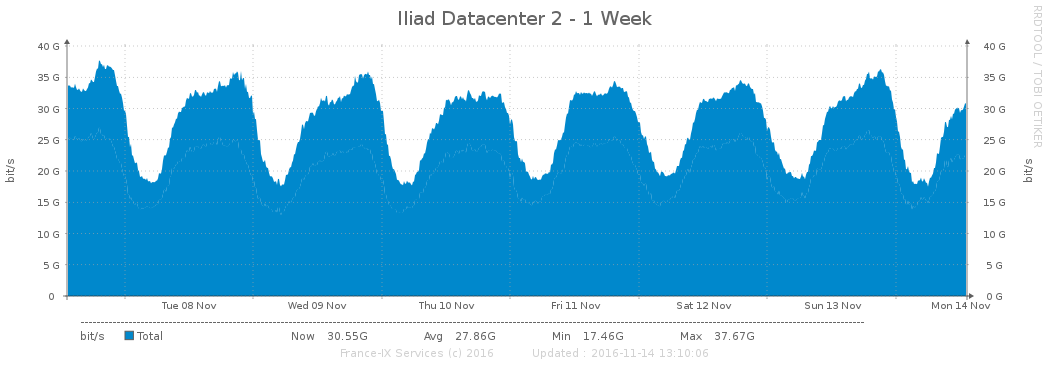 Iliad Datacenter 2 - 1 Week
RRDTOOL / TOBI OETIKER
bit/s
40 G 40 G
35 G 35 G
30 G 30 G
25 G 25 G
20 G 20 G
15 G 15 G
10 G 10 G
5 G 5 G
0 0 G
bit/s
Tue 08 Nov Wed 09 Nov Thu 10 Nov Fri 11 Nov Sat 12 Nov Sun 13 Nov Mon 14 Nov
bit/s Total Now 30.55G Avg 27.86G Min 17.46G Max 37.67G
France-IX Services (c) 2016 Updated : 2016-11-14 13:10:06